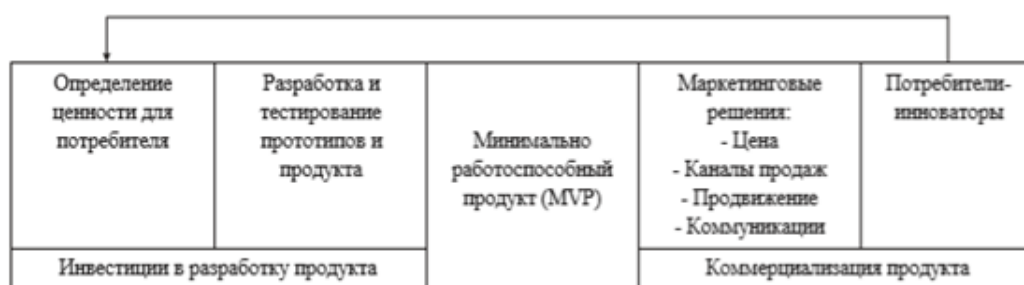 Определение
ценности для
потребителя
Разработка и
тестирование
прототипов и
продукта
Минимально
работоспособный
продукт (MVP)
Маркетинговые
решения:
- Цена
- Каналы продаж
- Продвижение
- Коммуникации
Потребители-
инноваторы
Инвестиции в разработку продукта
Коммерциализация продукта